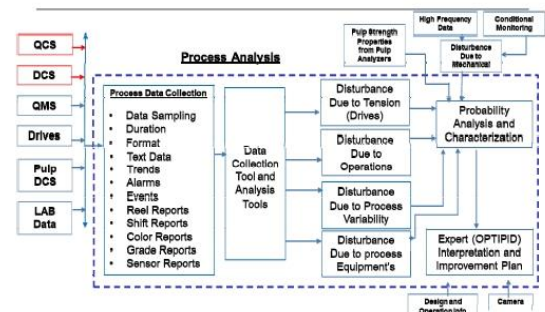 High Frequency
Data
Conditional
Monitoring
Pulp Strength
Properties
from Pulp
Analyzers
Disturbance
Due to
Mechanical
QCS
DCS
QMS
Drives
Pulp
DCS
LAB
Data
Process Analysis
Process Data Collection
• Data Sampling
• Duration
• Format
• Text Data
• Trends
• Alarms
• Events
• Reel Reports
• Shift Reports
• Color Reports
• Grade Reports
• Sensor Reports
Data
Collection
Tool and
Analysis
Tools
Disturbance
Due to Tension
(Drives)
Disturbance
Due to
Operations
Disturbance
Due to Process
Variability
Disturbance
Due to process
Equipment's
Probability
Analysis and
Characterization
Expert (OPTIPID)
Interpretation and
Improvement Plan
Design and
Operation Info
Camera